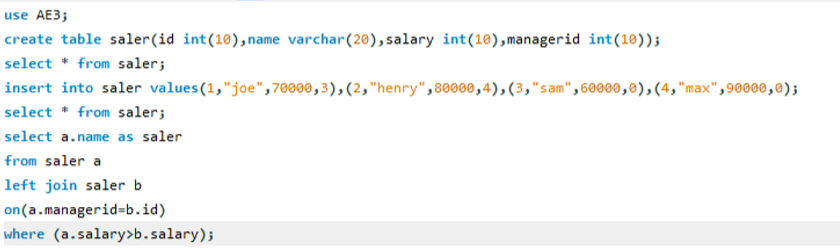 use AE3;
create table saler(id int(10),name varchar(20),salary int(10),managerid int(10));
select * from saler;
insert into saler values(1,"joe",70000,3),(2,"henry",80000,4),(3,"sam",60000,0),(4,"max",90000,0);
select * from saler;
select a.name as saler
from saler a
left join saler b
on(a.managerid=b.id)
where (a.salary>b.salary);